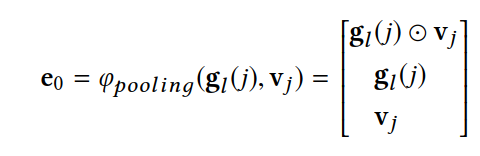 e₀ = φ_pooling(g_l(j), v_j) = [g_l(j) ⊙ v_j
g_l(j)
v_j]